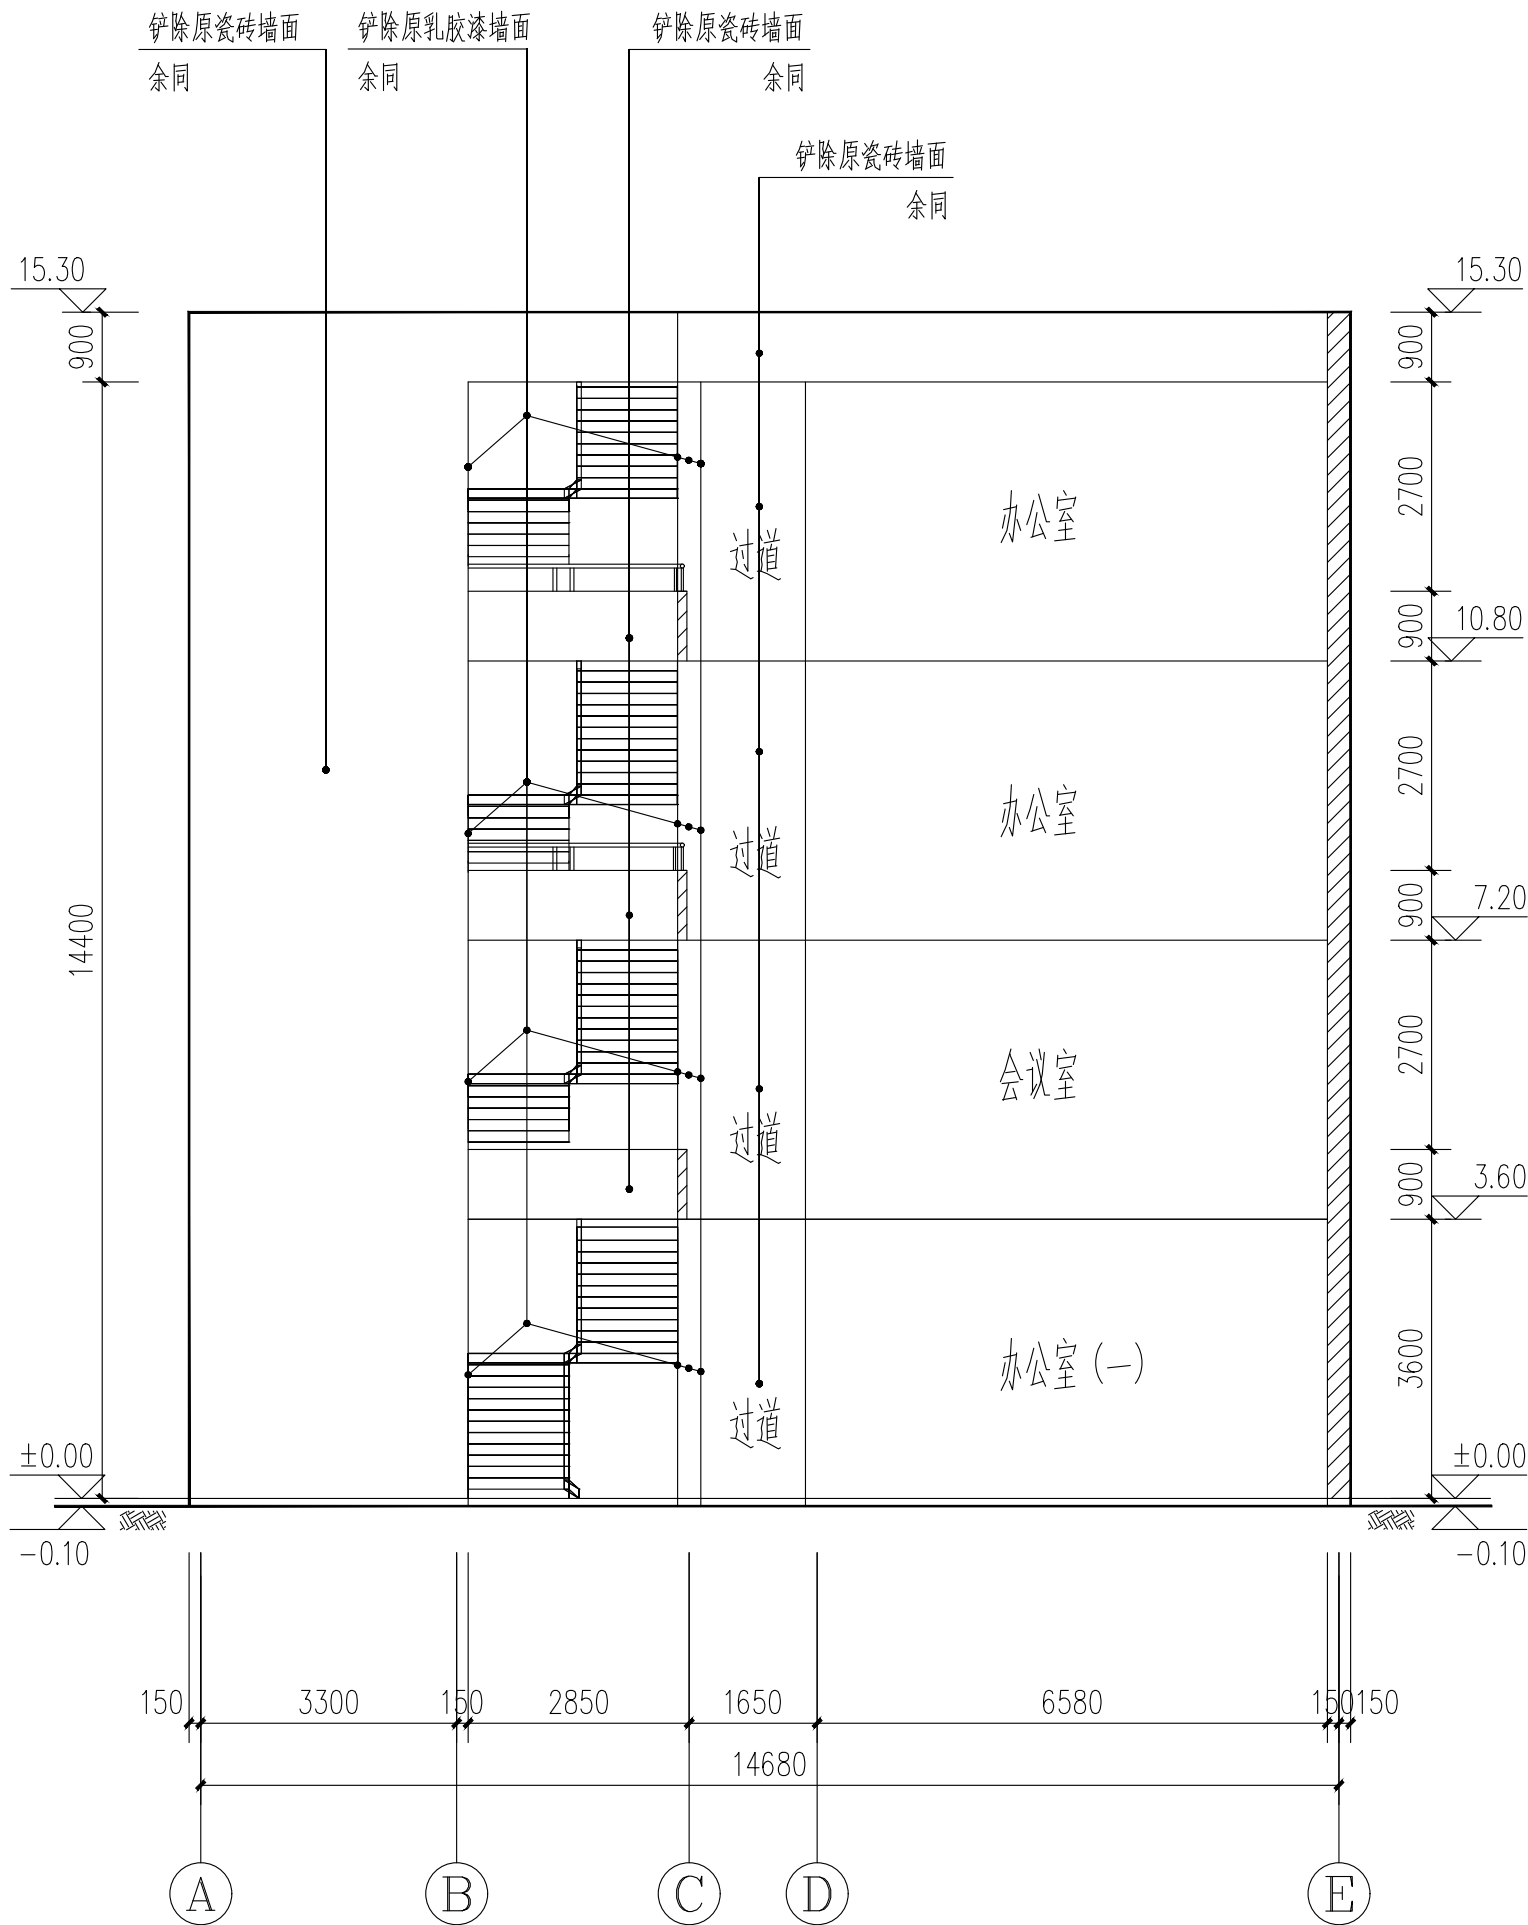 铲除原瓷砖墙面
余同
铲除原乳胶漆墙面
余同
铲除原瓷砖墙面
余同
铲除原瓷砖墙面
余同
15.30
15.30
900
900
2700
办公室
过道
900
10.80
2700
办公室
过道
14400
900
7.20
2700
会议室
过道
900
3.60
3600
办公室(一)
过道
±0.00
±0.00
-0.10
-0.10
150
3300
150
2850
1650
6580
150
150
14680
A
B
C
D
E